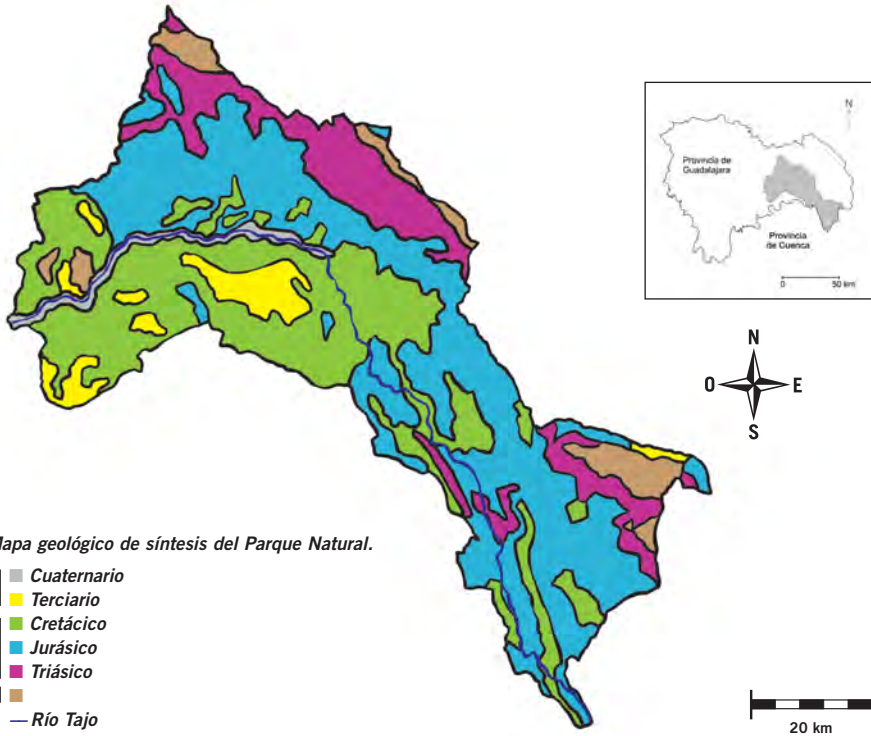 N
Provincia de
Guadalajara
Provincia
de Cuenca
0 50 km
N
O E
S
Mapa geológico de síntesis del Parque Natural.
Cuaternario
Terciario
Cretácico
Jurásico
Triásico
Río Tajo
20 km